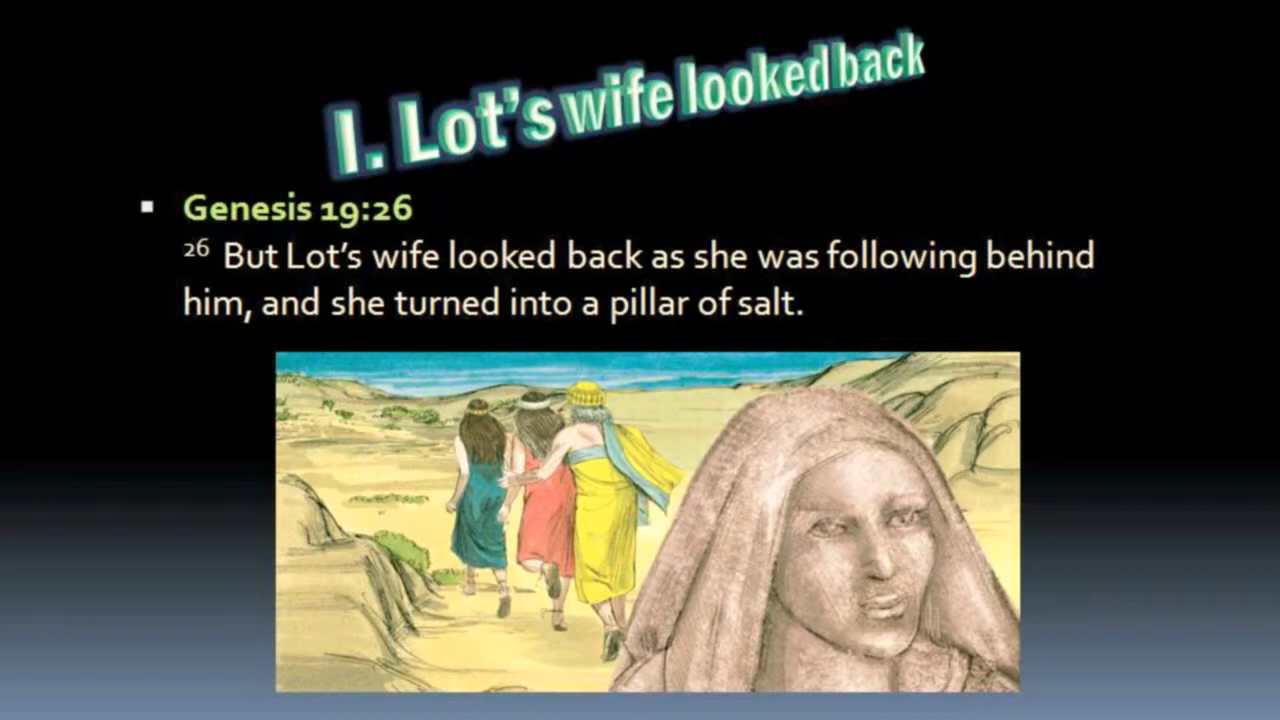 I. Lot's wife looked back
▪ Genesis 19:26
26 But Lot's wife looked back as she was following behind
him, and she turned into a pillar of salt.